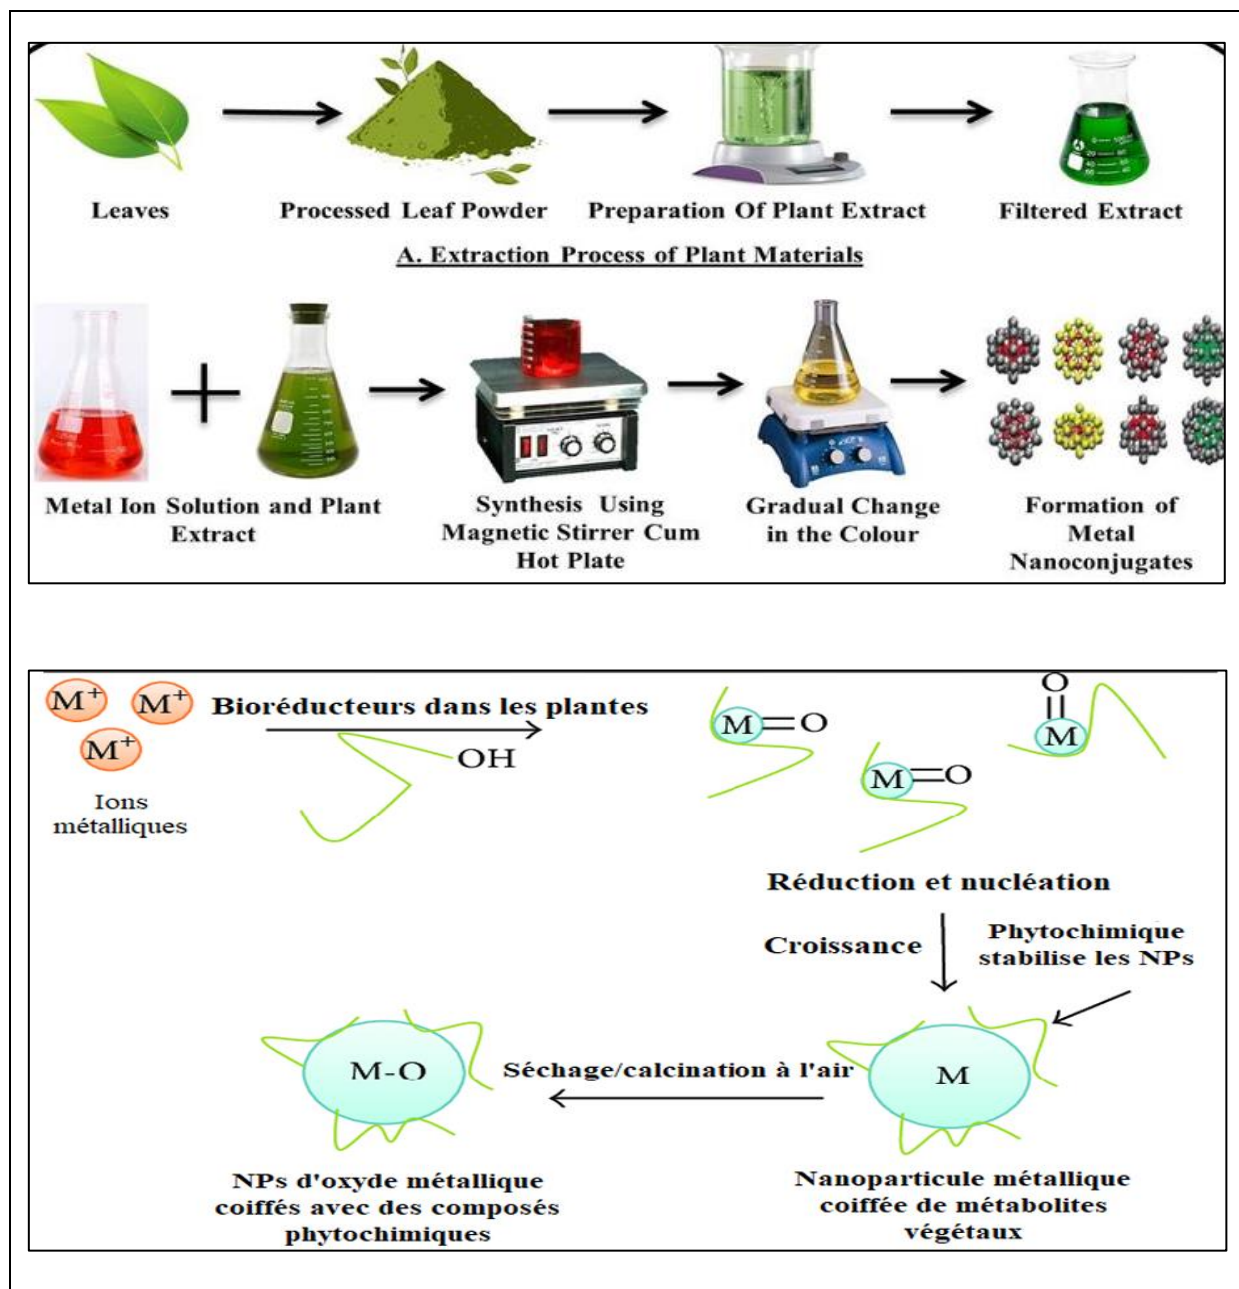 Leaves
Processed Leaf Powder
Preparation Of Plant Extract
Filtered Extract
A. Extraction Process of Plant Materials
Metal Ion Solution and Plant
Extract
Synthesis Using
Magnetic Stirrer Cum
Hot Plate
Gradual Change
in the Colour
Formation of
Metal
Nanoconjugates
M+
M+
M+
Ions
métalliques
Bioréducteurs dans les plantes
OH
M=O
M=O
O
M
Réduction et nucléation
Croissance
Phytochimique
stabilise les NPs
M
Nanoparticule métallique
coiffée de métabolites
végétaux
Séchage/calcination à l'air
M-O
NPs d'oxyde métallique
coiffés avec des composés
phytochimiques